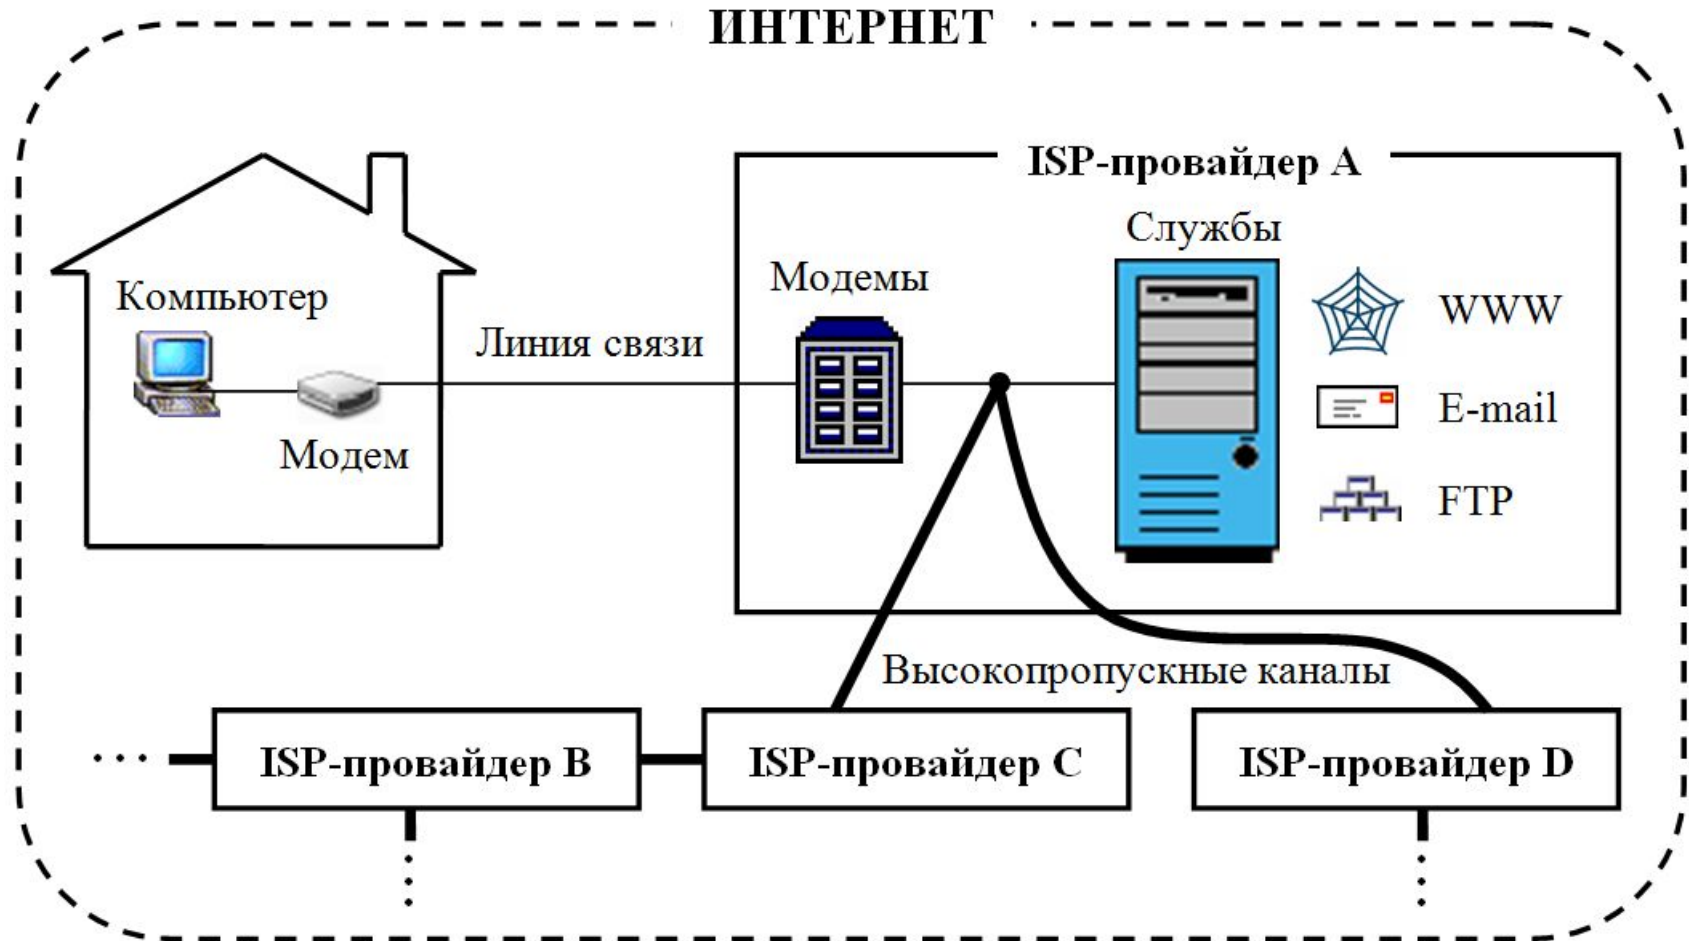 ИНТЕРНЕТ
ISP-провайдер A
Службы
Модемы
Компьютер
WWW
Линия связи
E-mail
Модем
FTP
Высокопропускные каналы
ISP-провайдер B
ISP-провайдер C
ISP-провайдер D